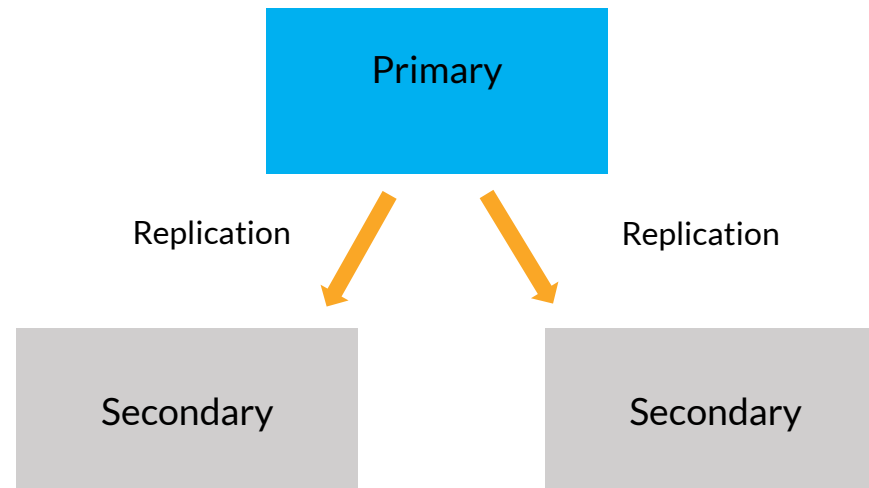 Primary
Replication
Replication
Secondary
Secondary